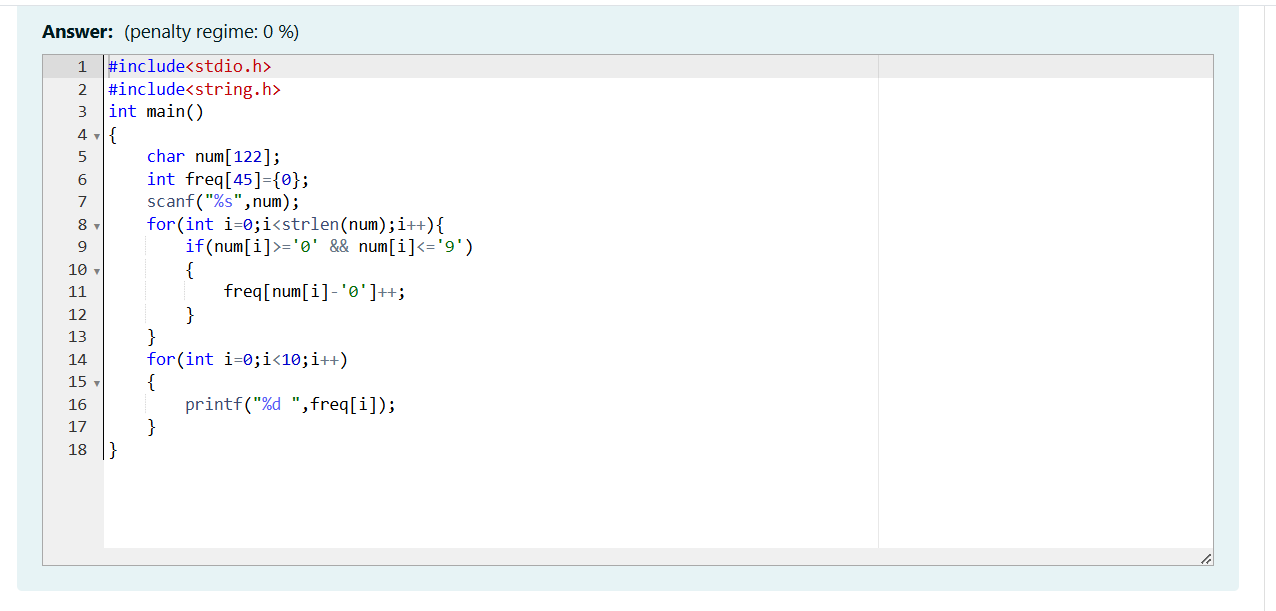 Answer: (penalty regime: 0 %)
1 #include<stdio.h>
2 #include<string.h>
3 int main()
4 {
5     char num[122];
6     int freq[45]={0};
7     scanf("%s",num);
8     for(int i=0;i<strlen(num);i++){
9         if(num[i]>='0' && num[i]<='9')
10         {
11             freq[num[i]-'0']++;
12         }
13     }
14     for(int i=0;i<10;i++)
15     {
16         printf("%d ",freq[i]);
17     }
18 }